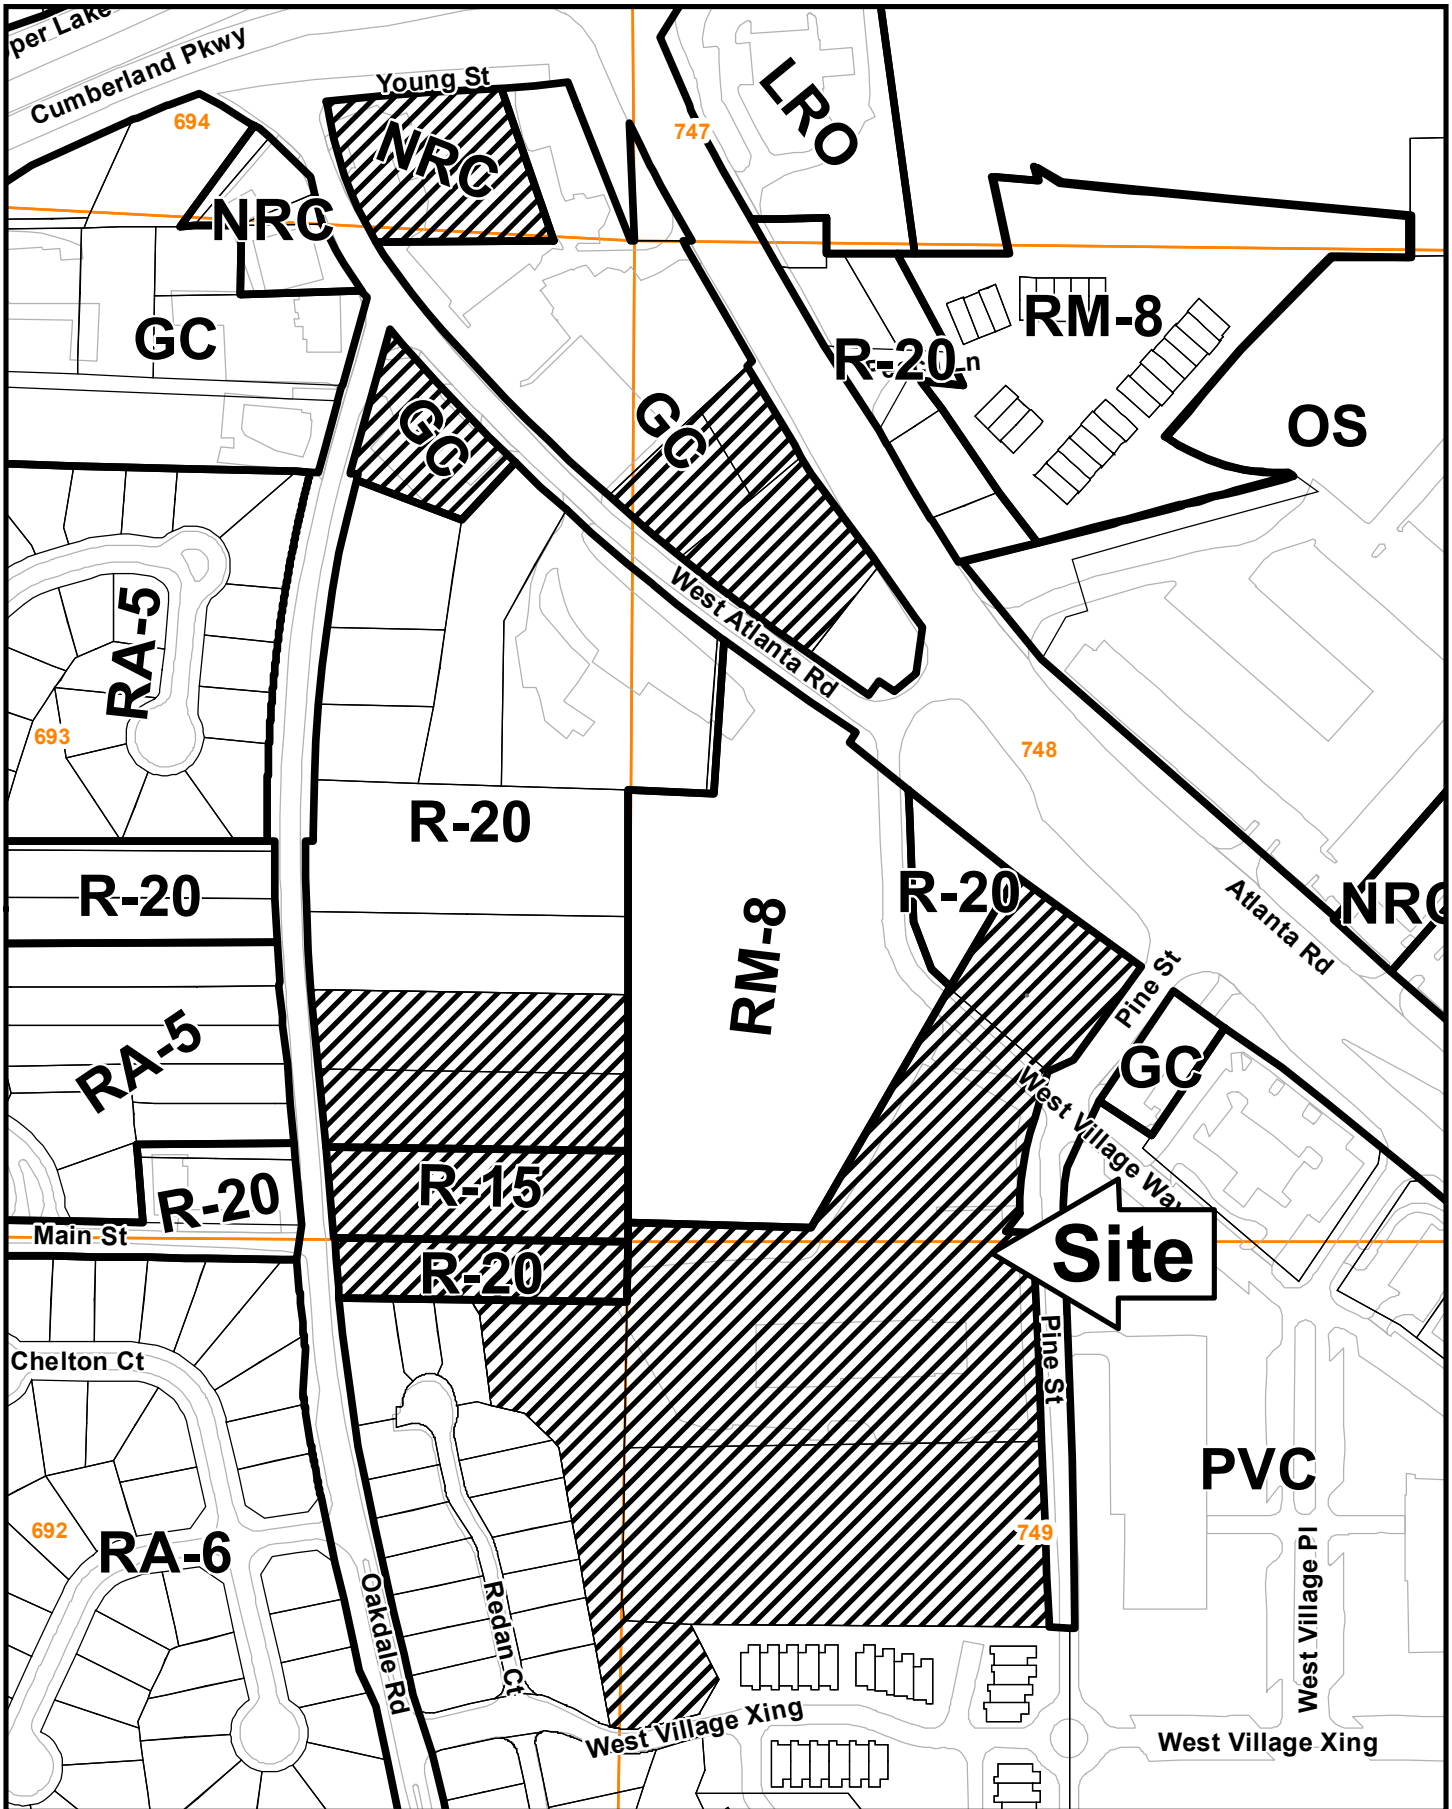 per Lake
Cumberland Pkwy
Young St
LRO
694
747
NRC
NRC
GC
RM-8
R-20
n
GC
GC
OS
West Atlanta Rd
RA-5
693
748
R-20
R-20
R-20
RM-8
Atlanta Rd
NRC
Pine St
RA-5
GC
West Village Way
R-15
R-20
Main St
R-20
Site
Pine St
Chelton Ct
PVC
692
749
RA-6
Oakdale Rd
Redan Ct
West Village Pl
West Village Xing
West Village Xing